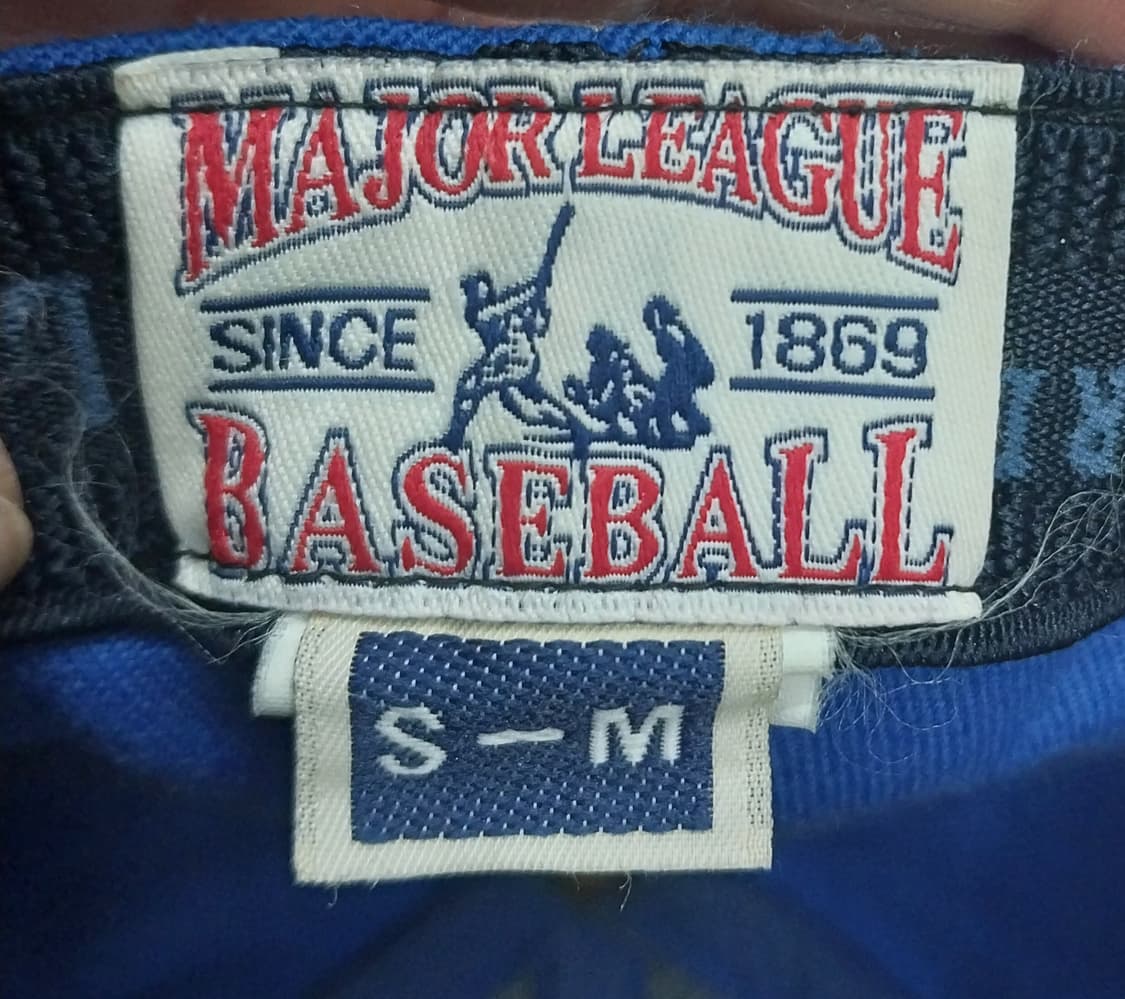 MAJOR LEAGUE
SINCE 1869
BASEBALL
S - M